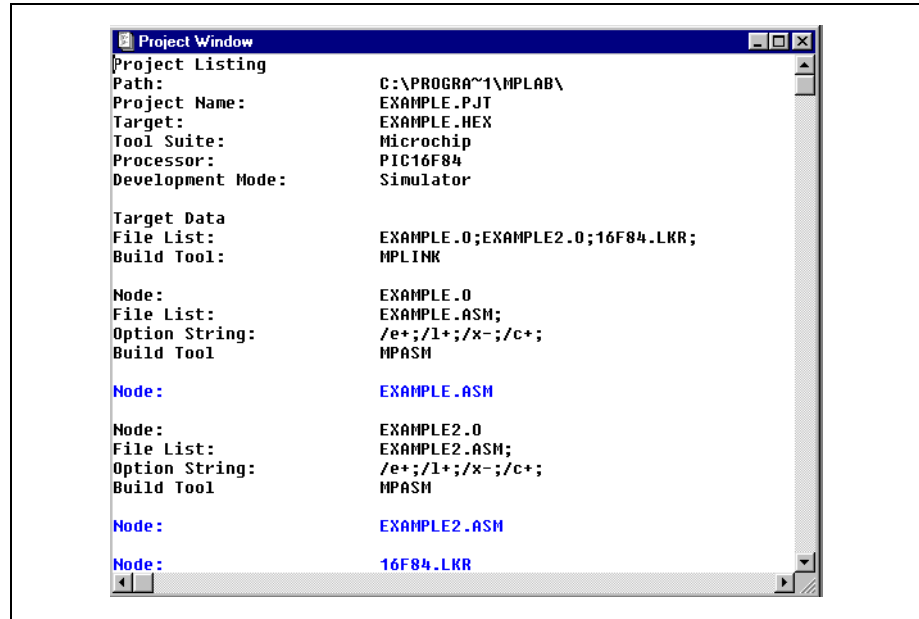 Project Window
Project Listing
Path: C:\PROGRA~1\MPLAB\
Project Name: EXAMPLE.PJT
Target: EXAMPLE.HEX
Tool Suite: Microchip
Processor: PIC16F84
Development Mode: Simulator
Target Data
File List: EXAMPLE.O;EXAMPLE2.O;16F84.LKR;
Build Tool: MPLINK
Node: EXAMPLE.O
File List: EXAMPLE.ASM;
Option String: /e+;/l+;/x-;/c+;
Build Tool MPASM
Node: EXAMPLE.ASM
Node: EXAMPLE2.O
File List: EXAMPLE2.ASM;
Option String: /e+;/l+;/x-;/c+;
Build Tool MPASM
Node: EXAMPLE2.ASM
Node: 16F84.LKR